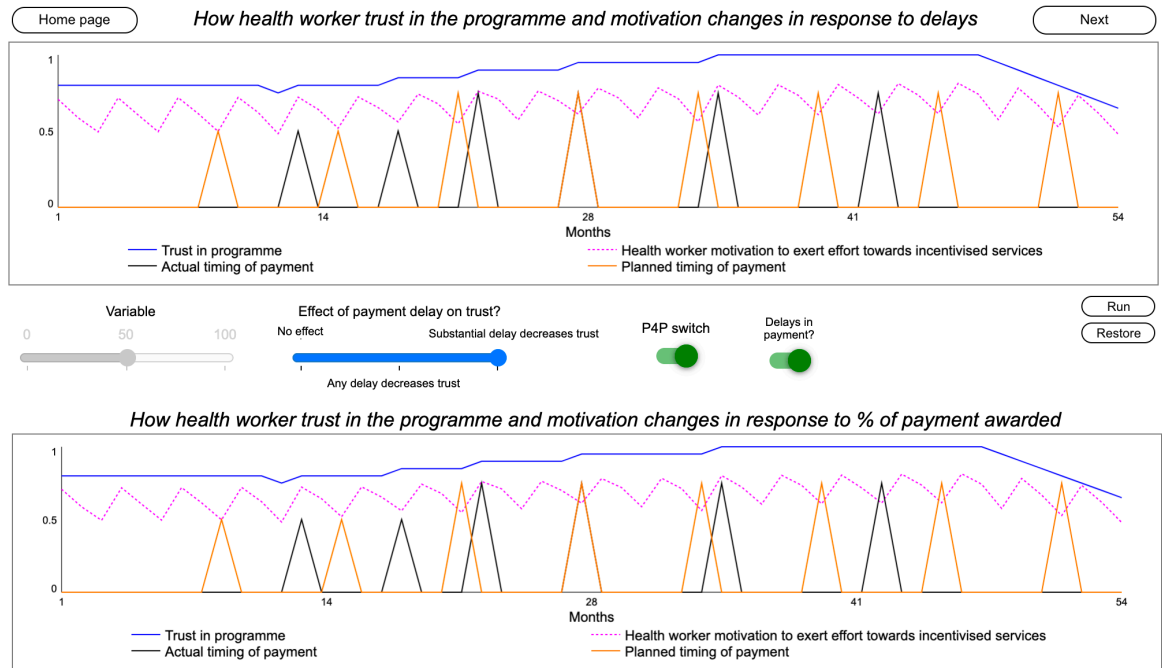 Home page
How health worker trust in the programme and motivation changes in response to delays
Next
1
0.5
0
1 14 28 41 54
Months
Trust in programme
Health worker motivation to exert effort towards incentivised services
Actual timing of payment
Planned timing of payment
Variable
0 50 100
Effect of payment delay on trust?
No effect
Substantial delay decreases trust
Any delay decreases trust
P4P switch
Delays in
payment?
Run
Restore
How health worker trust in the programme and motivation changes in response to % of payment awarded
1
0.5
0
1 14 28 41 54
Months
Trust in programme
Health worker motivation to exert effort towards incentivised services
Actual timing of payment
Planned timing of payment